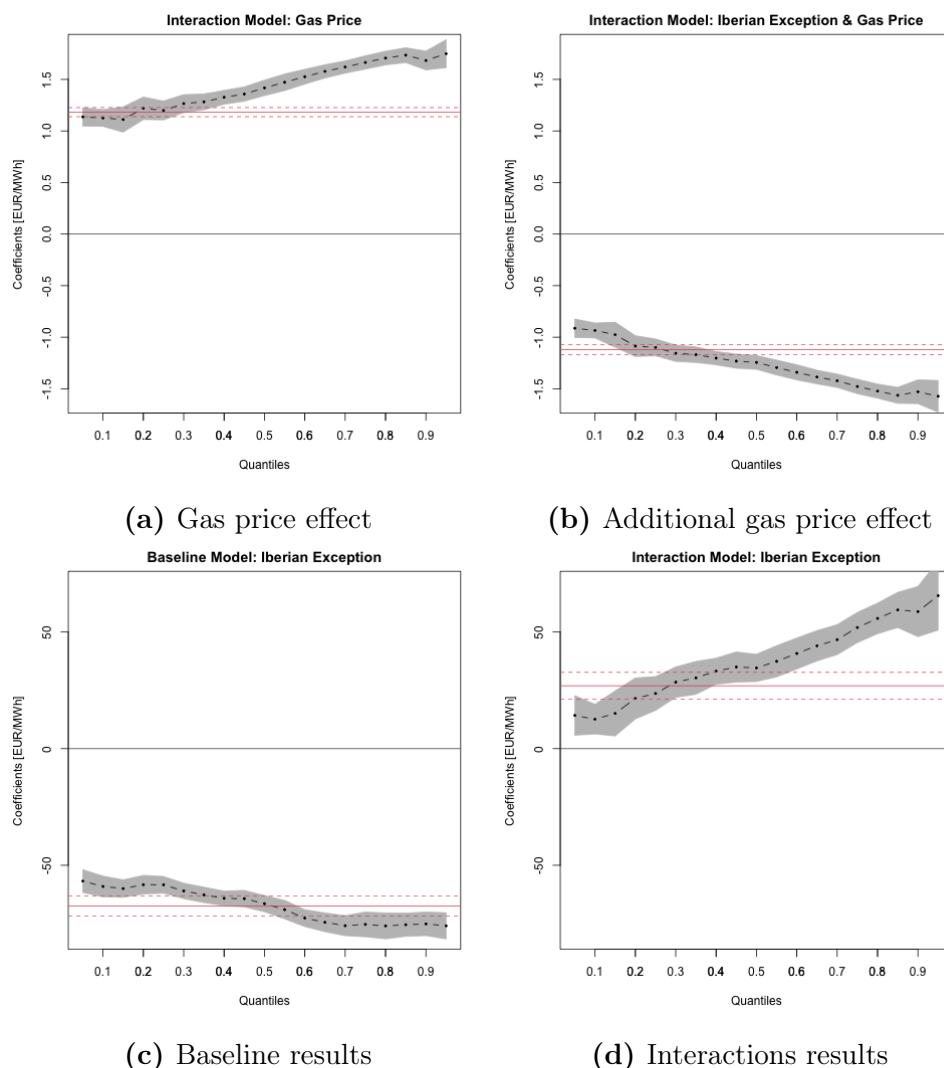 Interaction Model: Gas Price
Coefficients [EUR/MWh]
1.5
1.0
0.5
0.0
-0.5
-1.0
-1.5
0.1 0.2 0.3 0.4 0.5 0.6 0.7 0.8 0.9
Quantiles
(a) Gas price effect
Interaction Model: Iberian Exception & Gas Price
Coefficients [EUR/MWh]
1.5
1.0
0.5
0.0
-0.5
-1.0
-1.5
0.1 0.2 0.3 0.4 0.5 0.6 0.7 0.8 0.9
Quantiles
(b) Additional gas price effect
Baseline Model: Iberian Exception
Coefficients [EUR/MWh]
50
0
-50
0.1 0.2 0.3 0.4 0.5 0.6 0.7 0.8 0.9
Quantiles
(c) Baseline results
Interaction Model: Iberian Exception
Coefficients [EUR/MWh]
50
0
-50
0.1 0.2 0.3 0.4 0.5 0.6 0.7 0.8 0.9
Quantiles
(d) Interactions results